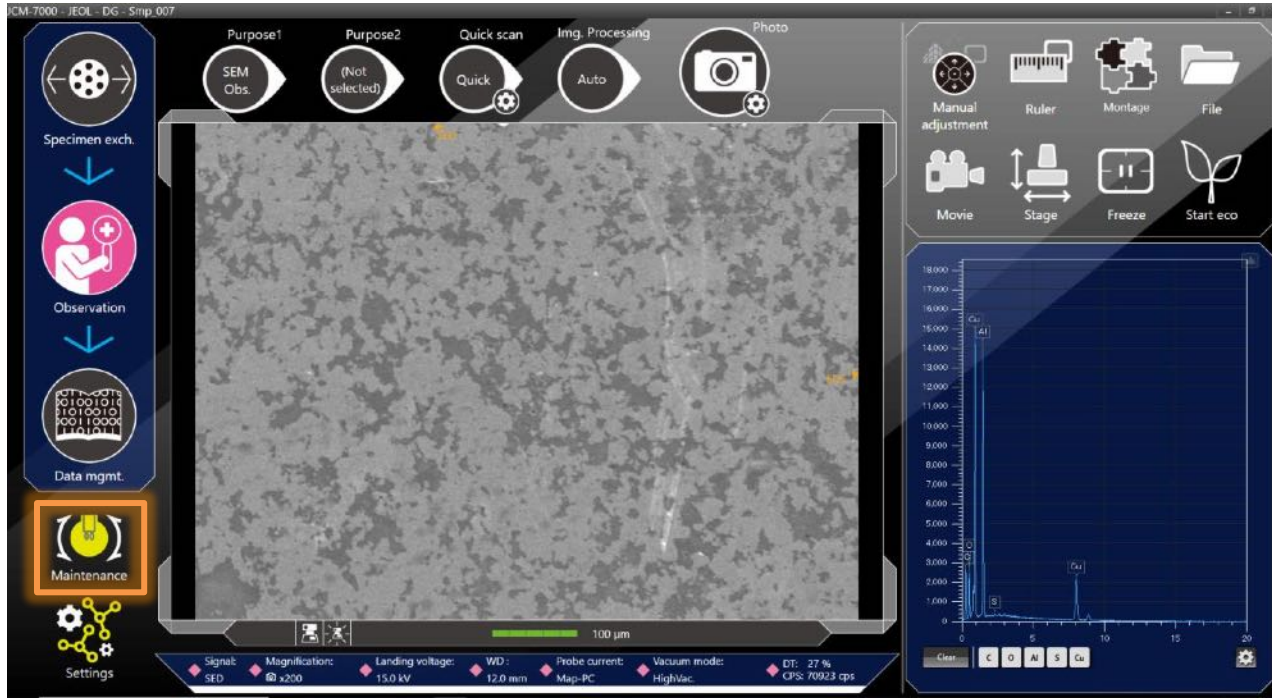 JCM-7000 - JEOL - DG - Smp_007
Purpose1
Purpose2
Quick scan
Img. Processing
Photo
SEM
Obs.
(Not
selected)
Quick
Auto
Specimen exch.
Observation
Data mgmt.
Maintenance
Settings
Manual
adjustment
Ruler
Montage
File
Movie
Stage
Freeze
Start eco
18,000
17,000
16,000
15,000
14,000
13,000
12,000
11,000
10,000
9,000
8,000
7,000
6,000
5,000
4,000
3,000
2,000
1,000
0
Cu
Al
O
C
S
Cu
0 5 10 15 20
Clear C O Al S Cu
100 μm
Signal:
SED
Magnification:
x200
Landing voltage:
15.0 kV
WD :
12.0 mm
Probe current:
Map-PC
Vacuum mode:
HighVac.
DT: 27 %
CPS: 70923 cps